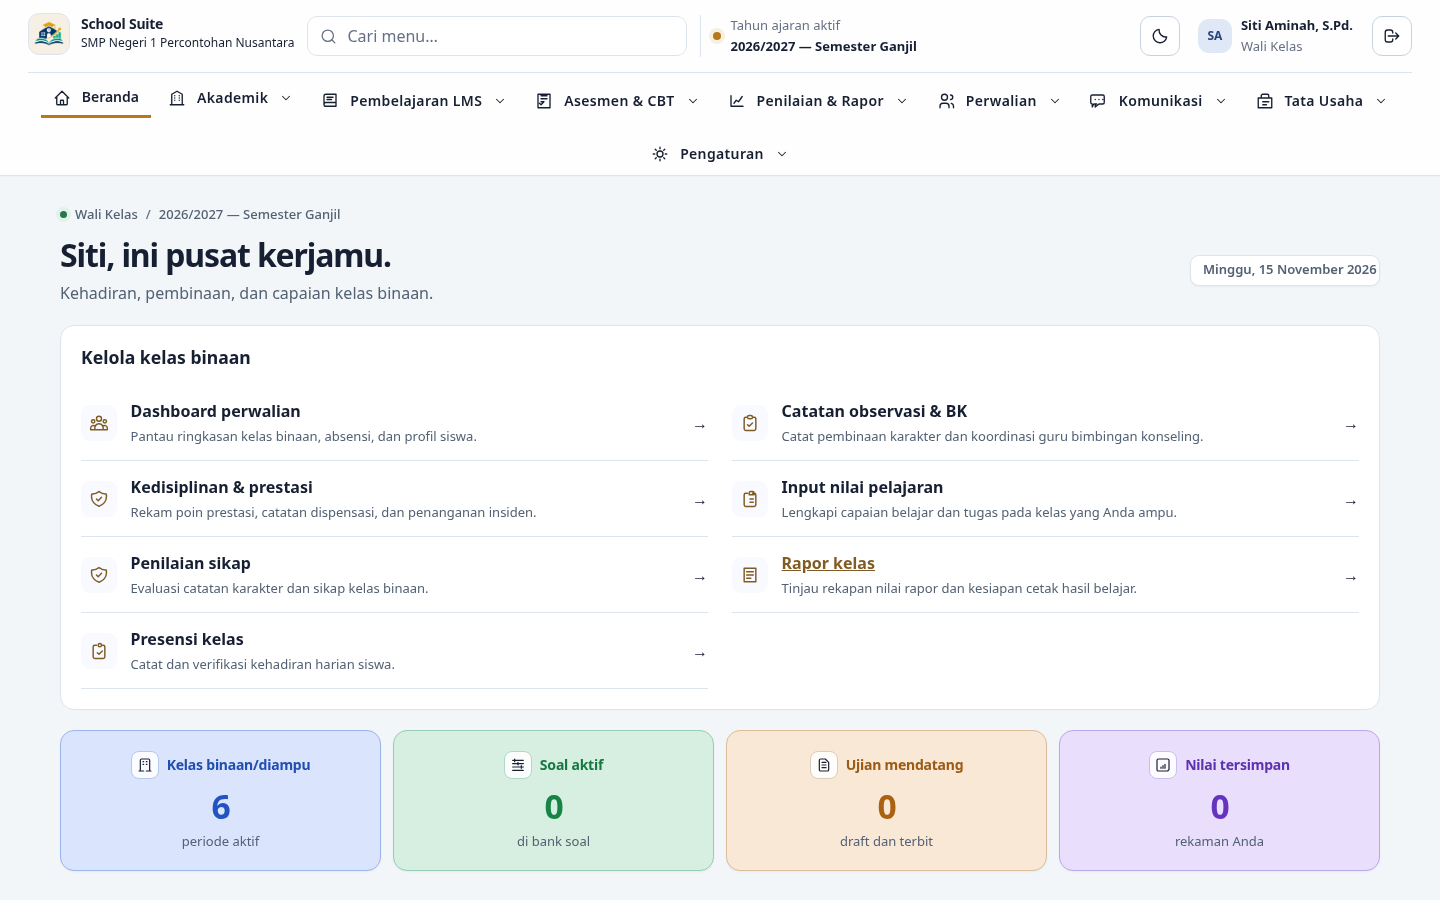 School Suite
SMP Negeri 1 Percontohan Nusantara
Cari menu...
Tahun ajaran aktif
2026/2027 — Semester Ganjil
SA
Siti Aminah, S.Pd.
Wali Kelas
Beranda
Akademik
Pembelajaran LMS
Asesmen & CBT
Penilaian & Rapor
Perwalian
Komunikasi
Tata Usaha
Pengaturan
Wali Kelas / 2026/2027 — Semester Ganjil
Siti, ini pusat kerjamu.
Kehadiran, pembinaan, dan capaian kelas binaan.
Minggu, 15 November 2026
Kelola kelas binaan
Dashboard perwalian
Pantau ringkasan kelas binaan, absensi, dan profil siswa.
→
Catatan observasi & BK
Catat pembinaan karakter dan koordinasi guru bimbingan konseling.
→
Kedisiplinan & prestasi
Rekam poin prestasi, catatan dispensasi, dan penanganan insiden.
→
Input nilai pelajaran
Lengkapi capaian belajar dan tugas pada kelas yang Anda ampu.
→
Penilaian sikap
Evaluasi catatan karakter dan sikap kelas binaan.
→
Rapor kelas
Tinjau rekapan nilai rapor dan kesiapan cetak hasil belajar.
→
Presensi kelas
Catat dan verifikasi kehadiran harian siswa.
→
Kelas binaan/diampu
6
periode aktif
Soal aktif
0
di bank soal
Ujian mendatang
0
draft dan terbit
Nilai tersimpan
0
rekaman Anda